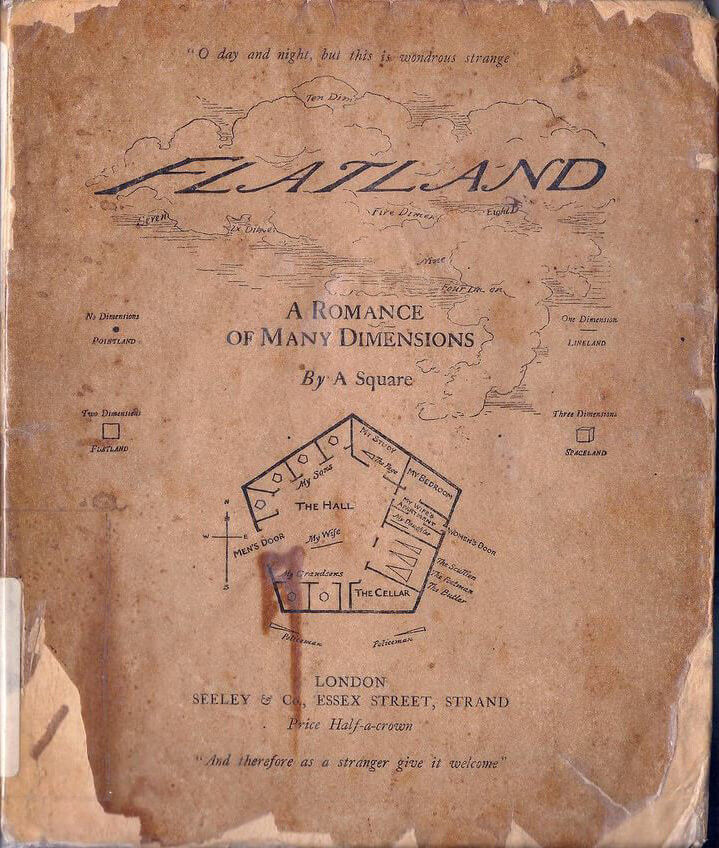 "O day and night, but this is wondrous strange"
Ten Dim
FLATLAND
Seven
Six Dimen
Five Dimens
Eight D
Nine
Four Dim on
No Dimensions
POINTLAND
A ROMANCE
OF MANY DIMENSIONS
One Dimension
LINELAND
By A Square
Two Dimensions
FLATLAND
Three Dimensions
SPACELAND
MY STUDY
The Page
MY BEDROOM
My Sons
N
W E
S
THE HALL
MY WIFE'S
APARTMENT
My Daughter
MEN'S DOOR
My Wife
WOMEN'S DOOR
The Scullion
The Footman
The Butler
My Grandsons
THE CELLAR
Policeman
Policeman
LONDON
SEELEY & Co., ESSEX STREET, STRAND
Price Half-a-crown
"And therefore as a stranger give it welcome"